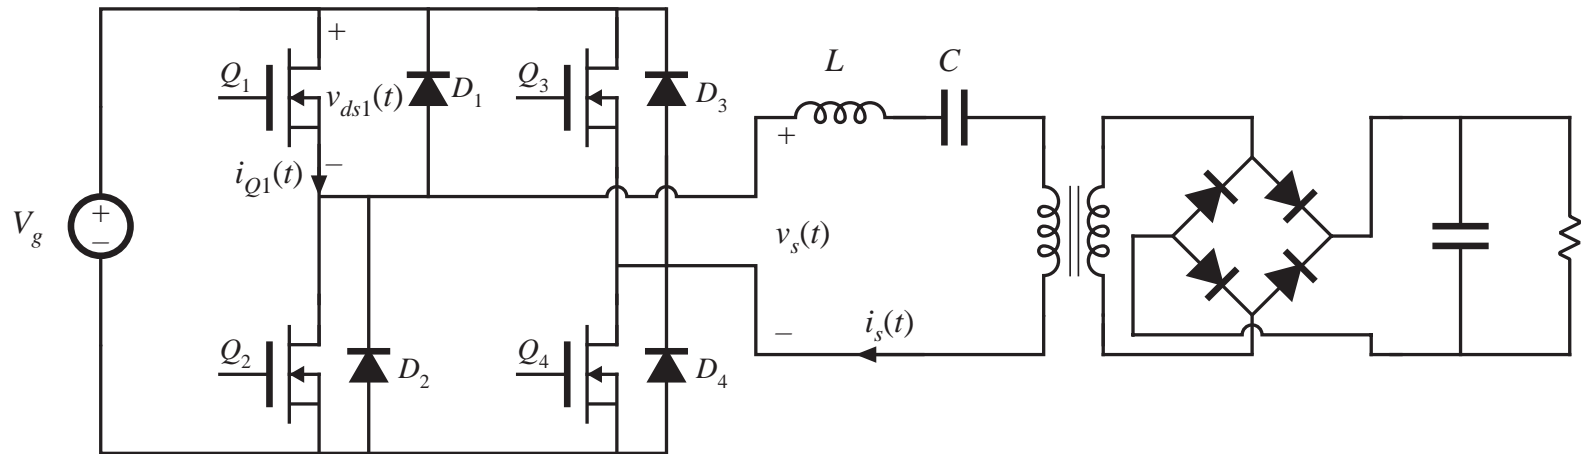 +
Q1
vds1(t)
D1
Q3
D3
L
C
−
iQ1(t)
+
Vg
+
−
vs(t)
−
is(t)
Q2
D2
Q4
D4